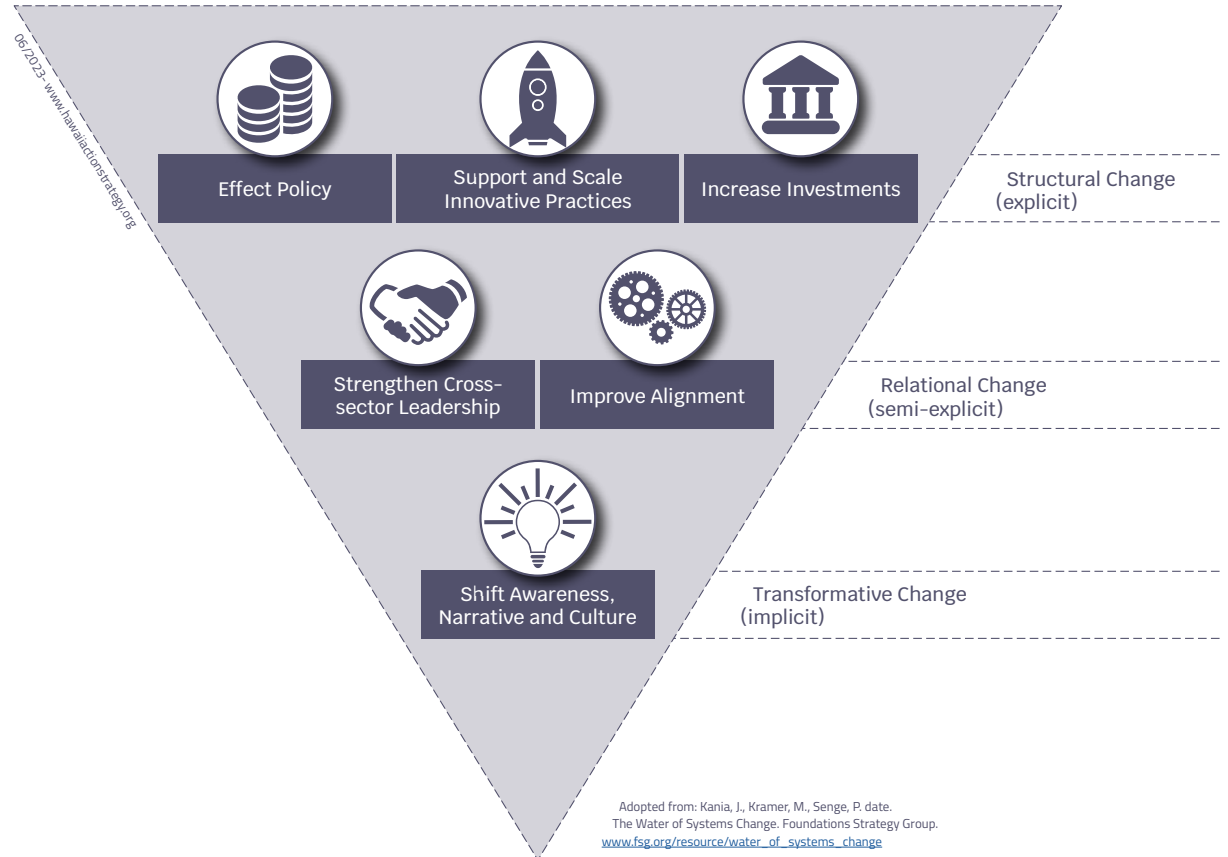 06/2023- www.hawaiiactionstrategy.org
Effect Policy
Support and Scale
Innovative Practices
Increase Investments
Structural Change
(explicit)
Strengthen Cross-
sector Leadership
Improve Alignment
Relational Change
(semi-explicit)
Shift Awareness,
Narrative and Culture
Transformative Change
(implicit)
Adopted from: Kania, J., Kramer, M., Senge, P. date.
The Water of Systems Change. Foundations Strategy Group.
www.fsg.org/resource/water_of_systems_change